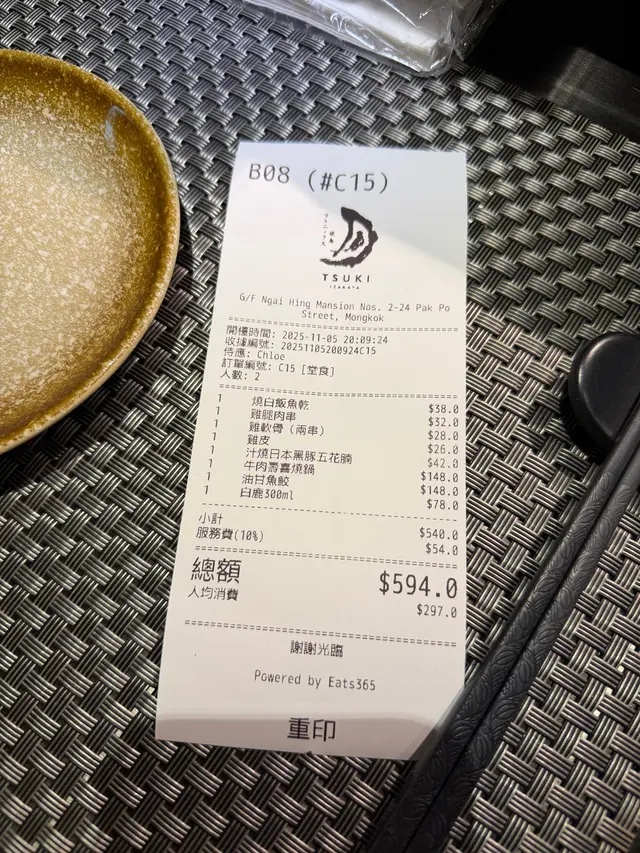 B08 (#C15)
月
TSUKI
IZAKAYA
G/F Ngai Hing Mansion Nos. 2-24 Pak Po
Street, Mongkok
開檯時間: 2025-11-05 20:09:24
收據編號: 20251105200924C15
侍應: Chloe
訂單編號: C15 [堂食]
人數: 2
1 燒白飯魚乾 $38.0
1 雞腿肉串 $32.0
1 雞軟骨（兩串） $28.0
1 雞皮 $26.0
1 汁燒日本黑豚五花腩 $42.0
1 牛肉壽喜燒鍋 $148.0
1 油甘魚鮫 $148.0
1 白鹿300ml $78.0
小計 $540.0
服務費(10%) $54.0
總額 $594.0
人均消費 $297.0
謝謝光臨
Powered by Eats365
重印